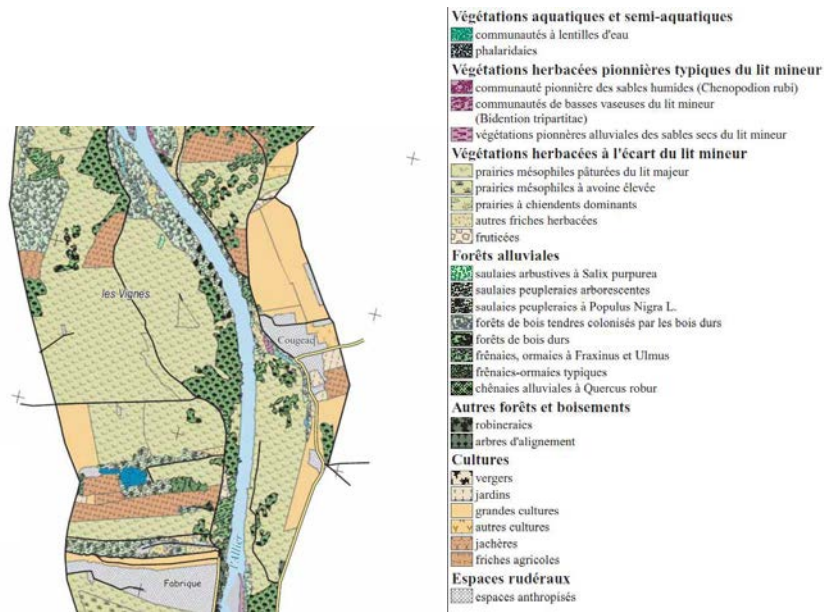 Végétations aquatiques et semi-aquatiques
communautés à lentilles d'eau
phalaridaies
Végétations herbacées pionnières typiques du lit mineur
communauté pionnière des sables humides (Chenopodion rubi)
communautés de basses vaseuses du lit mineur
(Bidention tripartitae)
végétations pionnères alluviales des sables secs du lit mineur
Végétations herbacées à l'écart du lit mineur
prairies mésophiles pâturées du lit majeur
prairies mésophiles à avoine élevée
prairies à chiendents dominants
autres friches herbacées
fruticées
Forêts alluviales
saulaies arbustives à Salix purpurea
saulaies peupleraies arborescentes
saulaies peupleraies à Populus Nigra L.
forêts de bois tendres colonisés par les bois durs
forêts de bois durs
frênaies, ormaies à Fraxinus et Ulmus
frênaies-ormaies typiques
chênaies alluviales à Quercus robur
Autres forêts et boisements
robineraies
arbres d'alignement
Cultures
vergers
jardins
grandes cultures
autres cultures
jachères
friches agricoles
Espaces rudéraux
espaces anthropisés
les Vignes
Cougeac
l'Allier
Fabrique